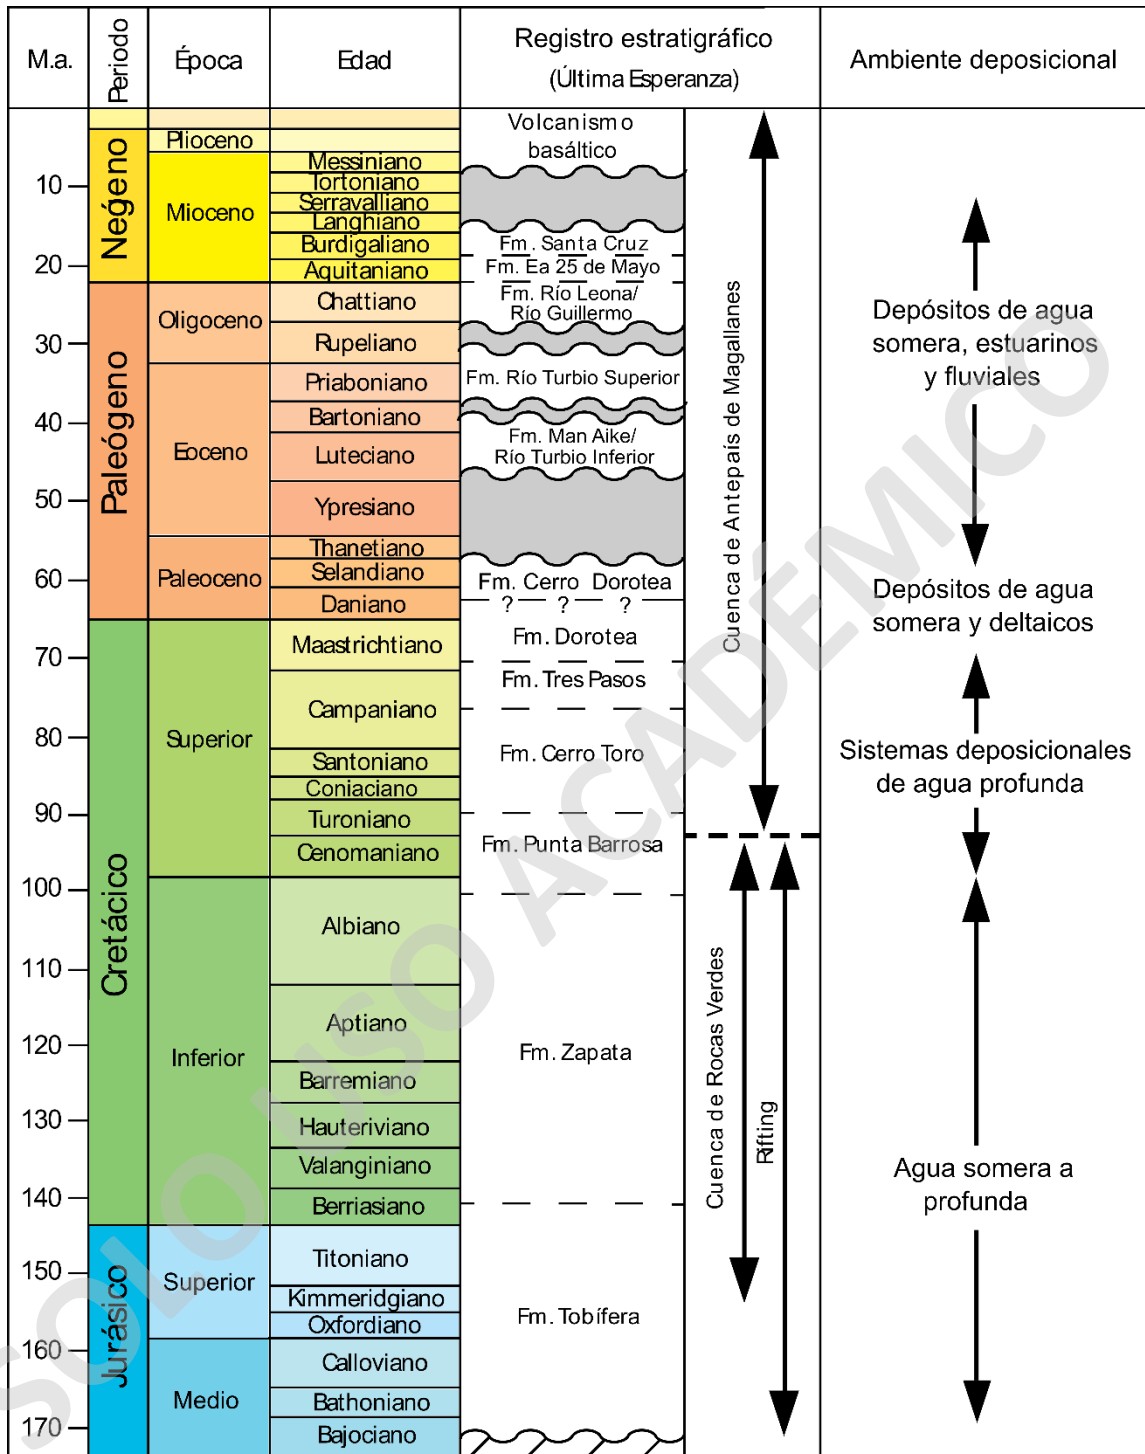 M.a.
Periodo
Época
Edad
Registro estratigráfico
(Última Esperanza)
Ambiente deposicional
10
20
30
40
50
60
70
80
90
100
110
120
130
140
150
160
170
Neógeno
Paleógeno
Cretácico
Jurásico
Plioceno
Mioceno
Oligoceno
Eoceno
Paleoceno
Superior
Inferior
Superior
Medio
Messiniano
Tortoniano
Serravalliano
Langhiano
Burdigaliano
Aquitaniano
Chattiano
Rupeliano
Priaboniano
Bartoniano
Luteciano
Ypresiano
Thanetiano
Selandiano
Daniano
Maastrichtiano
Campaniano
Santoniano
Coniaciano
Turoniano
Cenomaniano
Albiano
Aptiano
Barremiano
Hauteriviano
Valanginiano
Berriasiano
Titoniano
Kimmeridgiano
Oxfordiano
Calloviano
Bathoniano
Bajociano
Volcanismo
basáltico
Fm. Santa Cruz
Fm. Ea 25 de Mayo
Fm. Río Leona/
Río Guillermo
Fm. Río Turbio Superior
Fm. Man Aike/
Río Turbio Inferior
Fm. Cerro Dorotea
? ? ?
Fm. Dorotea
Fm. Tres Pasos
Fm. Cerro Toro
Fm. Punta Barrosa
Fm. Zapata
Fm. Tobífera
Cuenca de Antepaís de Magallanes
Cuenca de Rocas Verdes
Rifting
Depósitos de agua
somera, estuarinos
y fluviales
Depósitos de agua
somera y deltaicos
Sistemas deposicionales
de agua profunda
Agua somera a
profunda
SOLO USO ACADÉMICO